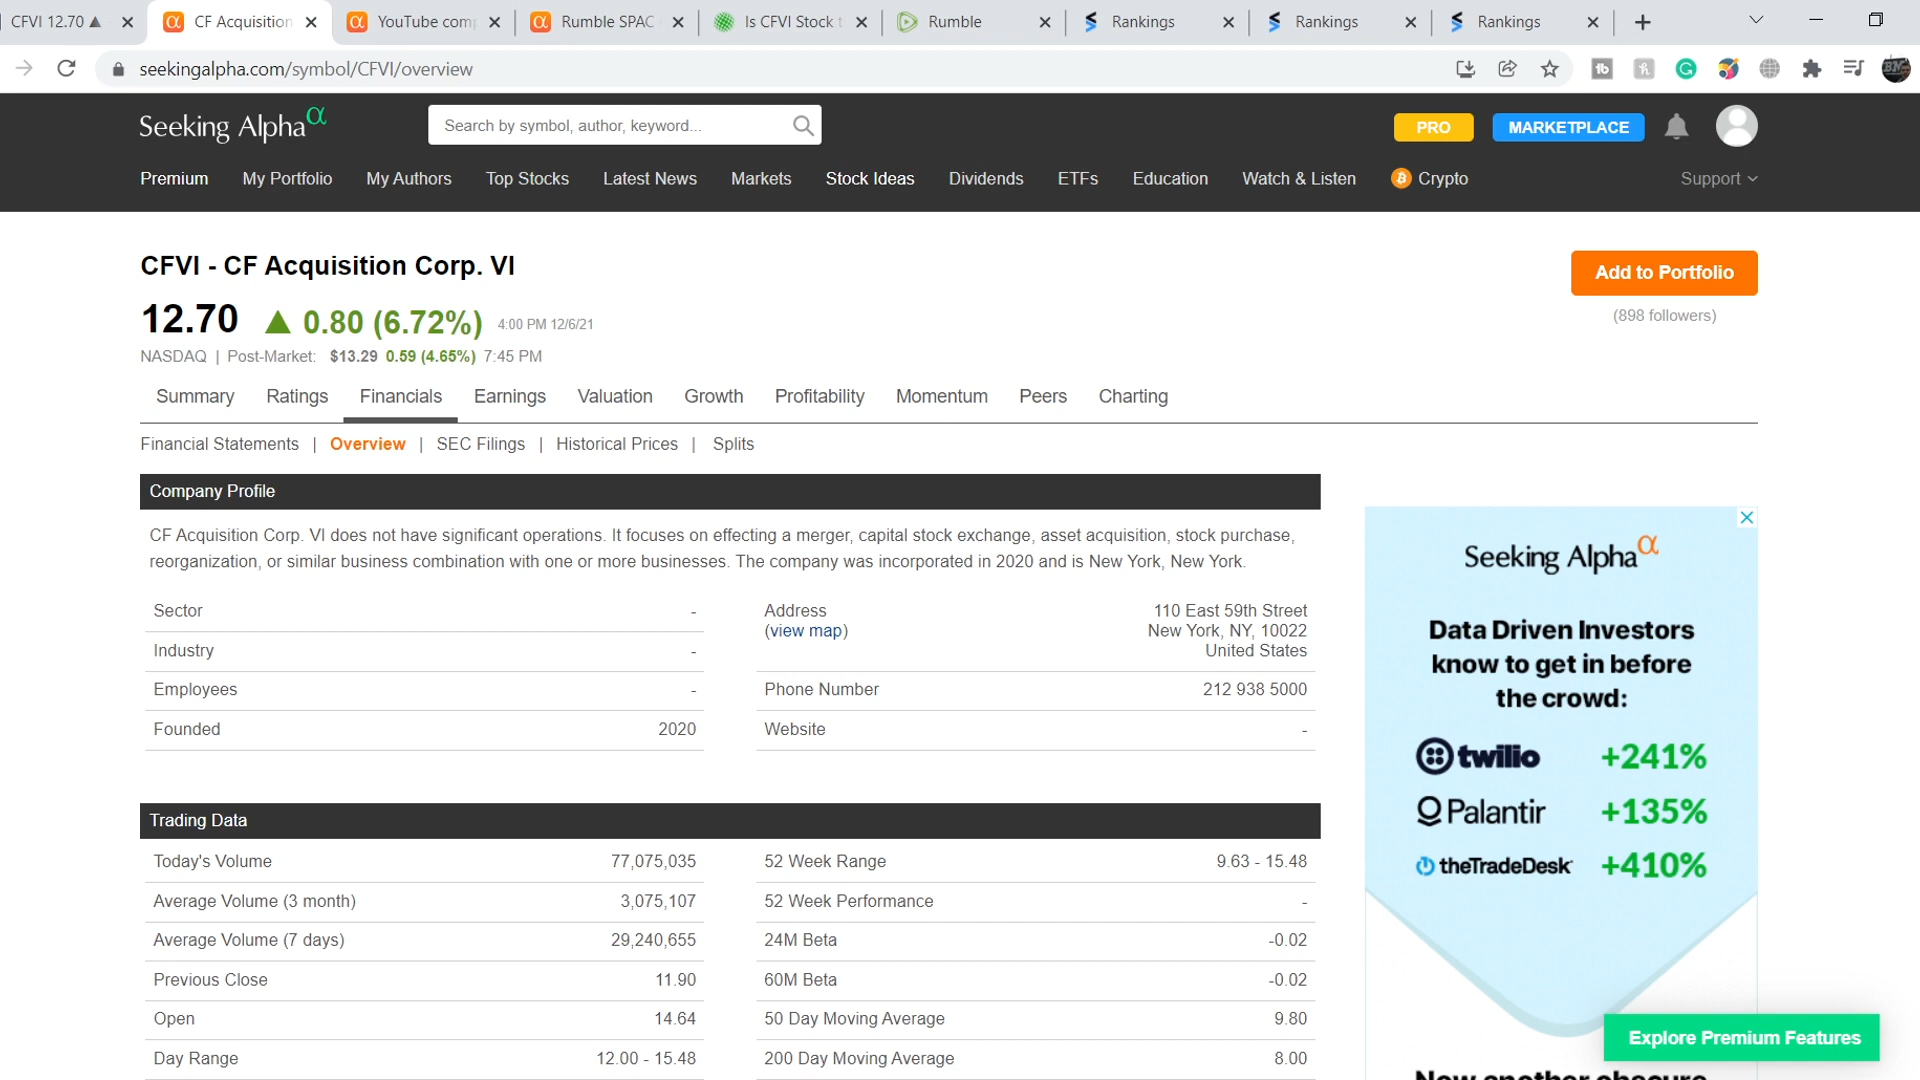 CFVI 12.70 ▲
CF Acquisition
YouTube comp
Rumble SPAC
Is CFVI Stock t
Rumble
Rankings
Rankings
Rankings
seekingalpha.com/symbol/CFVI/overview
Seeking Alpha α
Search by symbol, author, keyword...
PRO
MARKETPLACE
Premium My Portfolio My Authors Top Stocks Latest News Markets Stock Ideas Dividends ETFs Education Watch & Listen Crypto Support
CFVI - CF Acquisition Corp. VI
Add to Portfolio
12.70 ▲ 0.80 (6.72%) 4:00 PM 12/6/21
(898 followers)
NASDAQ | Post-Market: $13.29 0.59 (4.65%) 7:45 PM
Summary Ratings Financials Earnings Valuation Growth Profitability Momentum Peers Charting
Financial Statements | Overview | SEC Filings | Historical Prices | Splits
Company Profile
CF Acquisition Corp. VI does not have significant operations. It focuses on effecting a merger, capital stock exchange, asset acquisition, stock purchase,
reorganization, or similar business combination with one or more businesses. The company was incorporated in 2020 and is New York, New York.
Sector -
Industry -
Employees -
Founded 2020
Address 110 East 59th Street
(view map) New York, NY, 10022
United States
Phone Number 212 938 5000
Website -
Trading Data
Today's Volume 77,075,035
Average Volume (3 month) 3,075,107
Average Volume (7 days) 29,240,655
Previous Close 11.90
Open 14.64
Day Range 12.00 - 15.48
52 Week Range 9.63 - 15.48
52 Week Performance -
24M Beta -0.02
60M Beta -0.02
50 Day Moving Average 9.80
200 Day Moving Average 8.00
Seeking Alpha α
Data Driven Investors
know to get in before
the crowd:
twilio +241%
Palantir +135%
theTradeDesk +410%
Explore Premium Features
Now another obscure